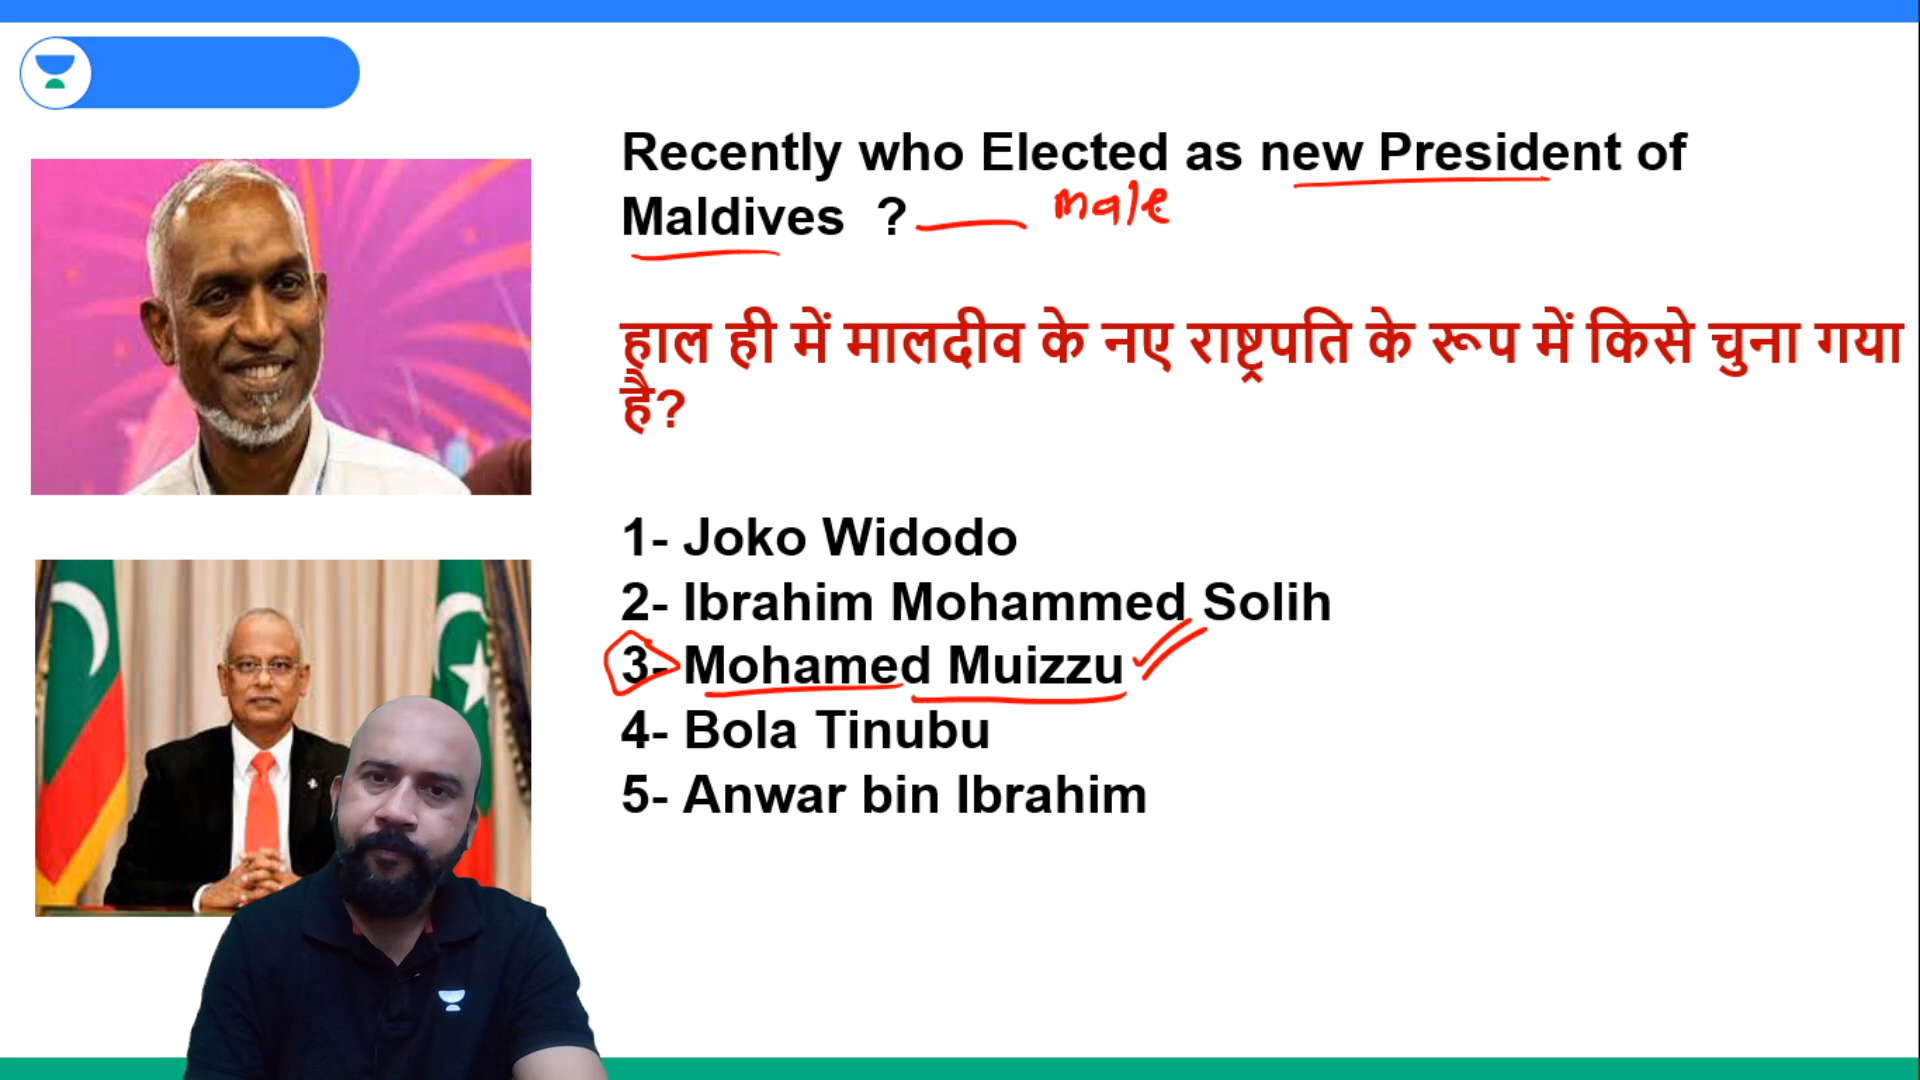 Recently who Elected as new President of
Maldives ? male
हाल ही में मालदीव के नए राष्ट्रपति के रूप में किसे चुना गया
है?
1- Joko Widodo
2- Ibrahim Mohammed Solih
3- Mohamed Muizzu
4- Bola Tinubu
5- Anwar bin Ibrahim